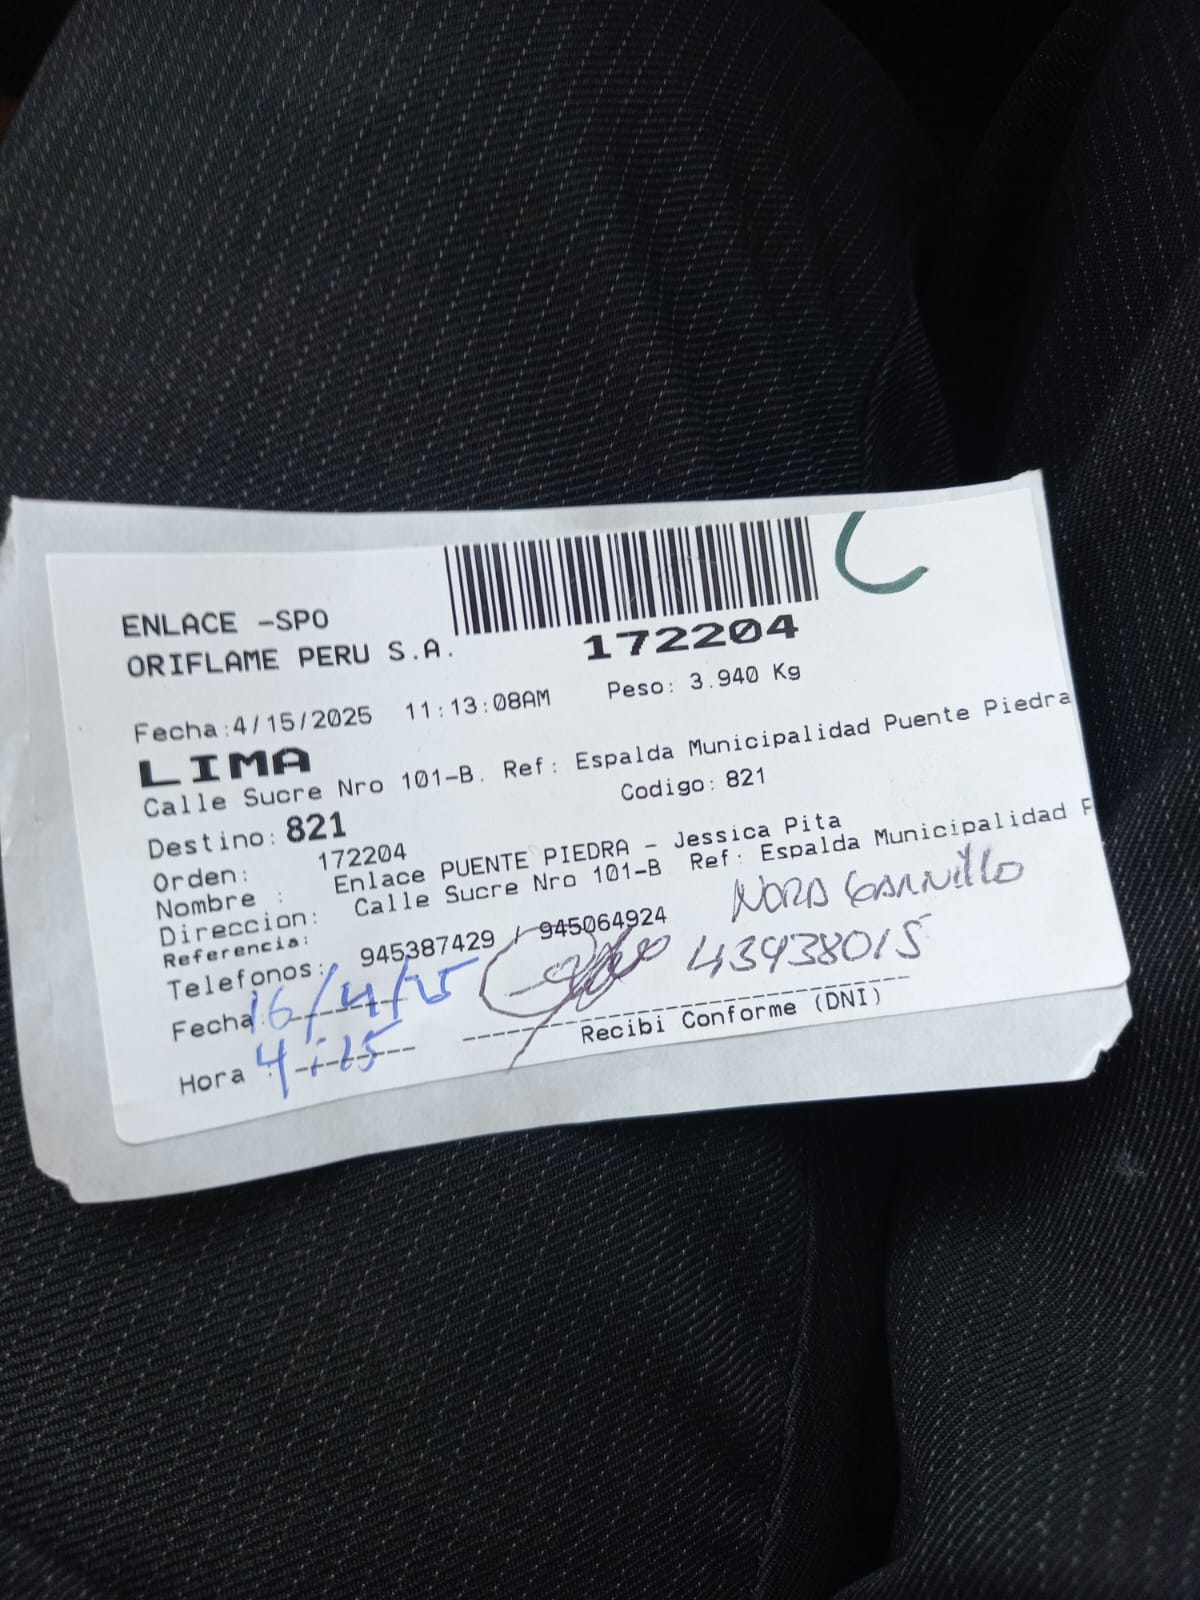 ENLACE -SPO
ORIFLAME PERU S.A.
172204
Fecha:4/15/2025 11:13:08AM Peso: 3.940 Kg
LIMA
Calle Sucre Nro 101-B. Ref: Espalda Municipalidad Puente Piedra
Destino: 821 Codigo: 821
Orden: 172204
Nombre : Enlace PUENTE PIEDRA - Jessica Pita
Direccion: Calle Sucre Nro 101-B Ref: Espalda Municipalidad P
Referencia:
Telefonos: 945387429 / 945064924
NORA GARNILLO
43938015
Fecha: 16/4/25
Hora : 4:15
Recibi Conforme (DNI)